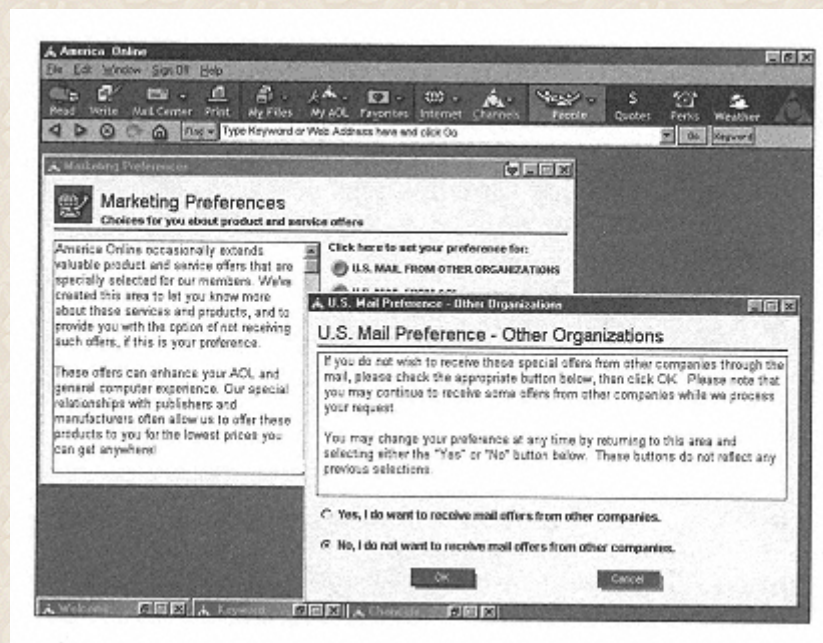 America Online
File Edit Window Sign Off Help
Read Write Mail Center Print My Files My AOL Favorites Internet Channels People Quotes Perks Weather
Type Keyword or Web Address here and click Go
Go Keyword
Marketing Preferences
Marketing Preferences
Choices for you about product and service offers
America Online occasionally extends
valuable product and service offers that are
specially selected for our members. We've
created this area to let you know more
about these services and products, and to
provide you with the option of not receiving
such offers, if this is your preference.
These offers can enhance your AOL and
general computer experience. Our special
relationships with publishers and
manufacturers often allow us to offer these
products to you for the lowest prices you
can get anywhere!
Click here to set your preference for:
U.S. MAIL FROM OTHER ORGANIZATIONS
U.S. Mail Preference - Other Organizations
U.S. Mail Preference - Other Organizations
If you do not wish to receive these special offers from other companies through the
mail, please check the appropriate button below, then click OK. Please note that
you may continue to receive some offers from other companies while we process
your request.
You may change your preference at any time by returning to this area and
selecting either the "Yes" or "No" button below. These buttons do not reflect any
previous selections.
Yes, I do want to receive mail offers from other companies.
No, I do not want to receive mail offers from other companies.
OK Cancel
Welcome Keyword Channels